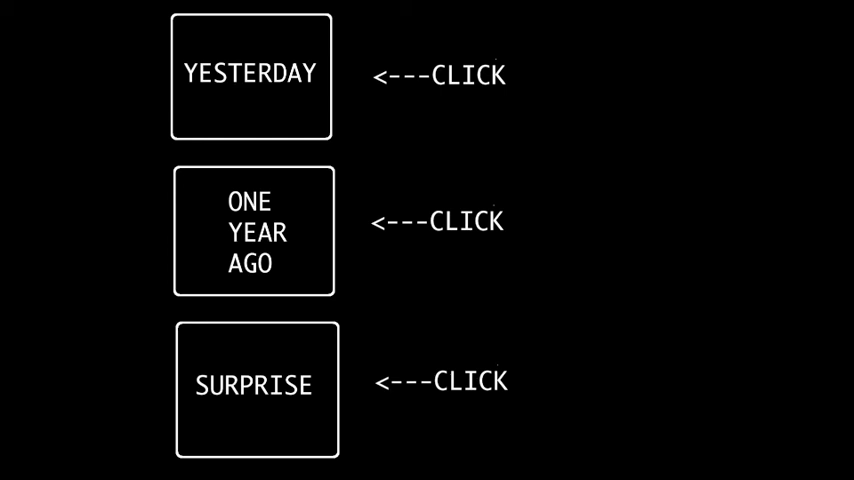 YESTERDAY
<---CLICK
ONE
YEAR
AGO
<---CLICK
SURPRISE
<---CLICK